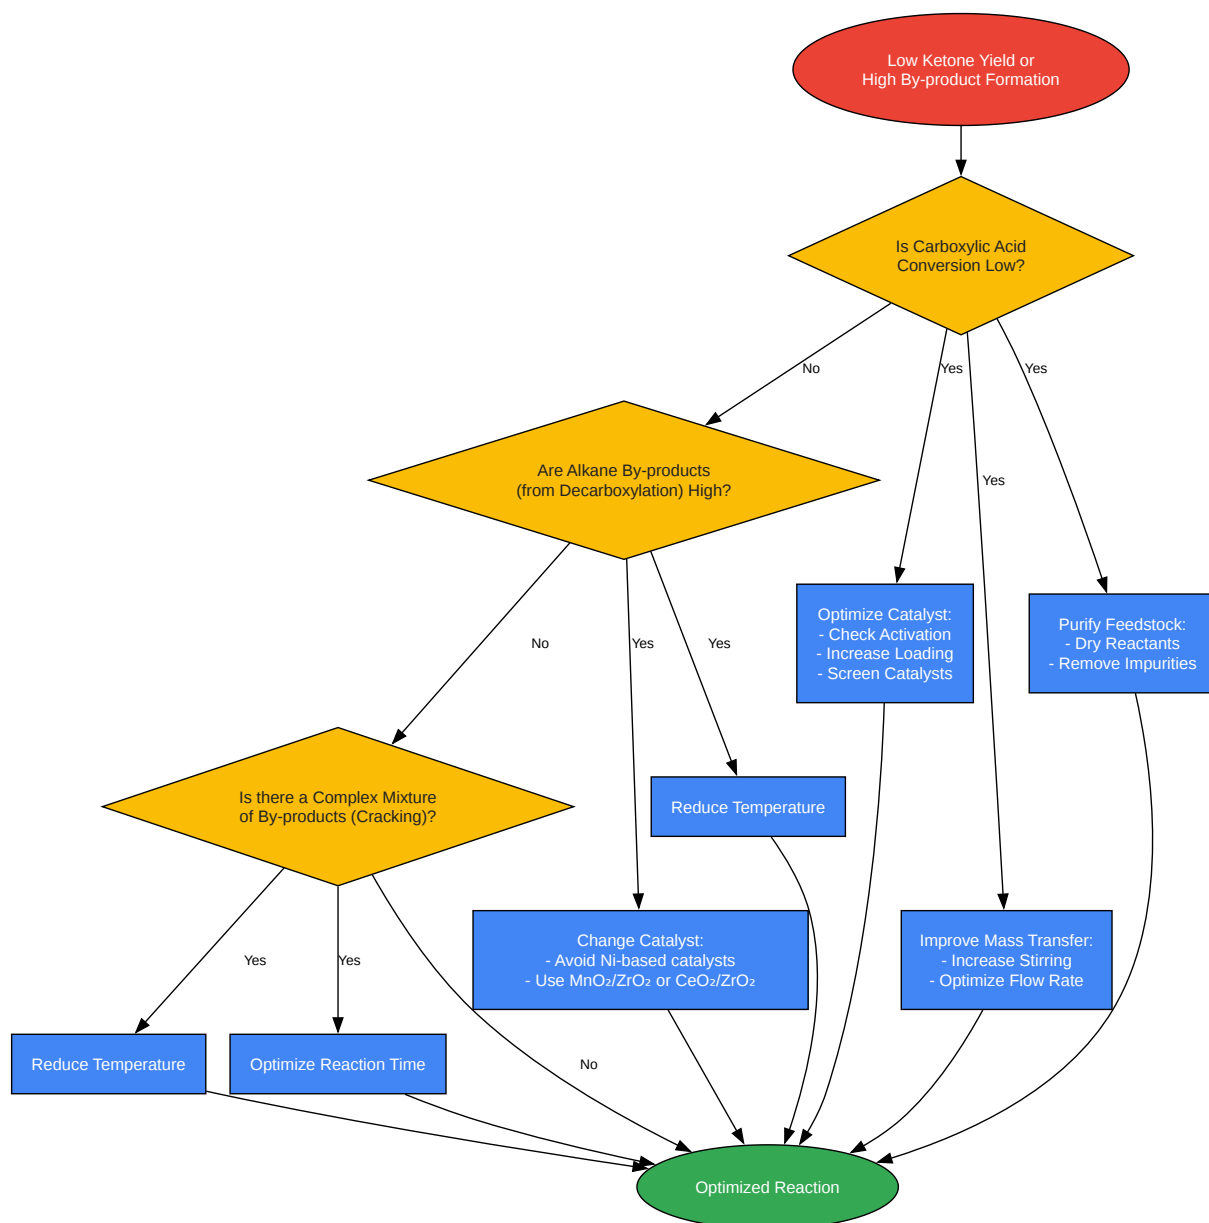 Low Ketone Yield or
High By-product Formation
Is Carboxylic Acid
Conversion Low?
No
Yes
Yes
Yes
Are Alkane By-products
(from Decarboxylation) High?
No
Yes
Yes
Optimize Catalyst:
- Check Activation
- Increase Loading
- Screen Catalysts
Purify Feedstock:
- Dry Reactants
- Remove Impurities
Is there a Complex Mixture
of By-products (Cracking)?
Reduce Temperature
Yes
Yes
No
Change Catalyst:
- Avoid Ni-based catalysts
- Use MnO₂/ZrO₂ or CeO₂/ZrO₂
Improve Mass Transfer:
- Increase Stirring
- Optimize Flow Rate
Reduce Temperature
Optimize Reaction Time
Optimized Reaction